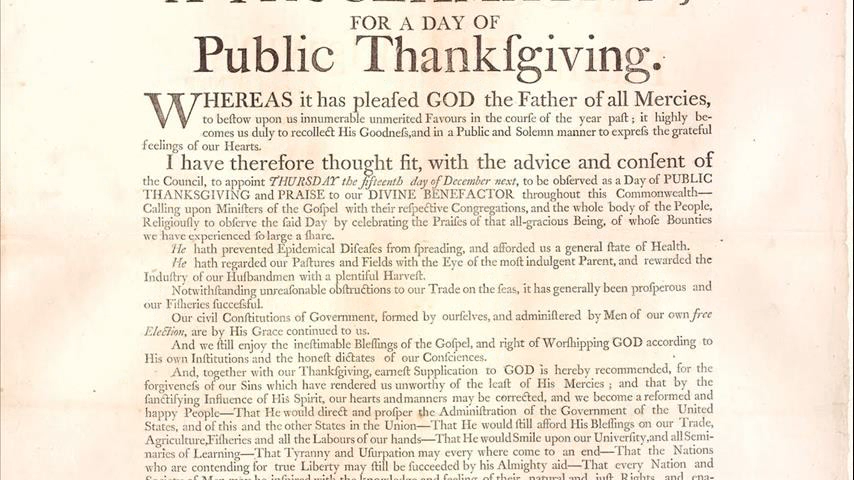 FOR A DAY OF
Public Thankſgiving.
WHEREAS it has pleaſed GOD the Father of all Mercies,
to beſtow upon us innumerable unmerited Favours in the courſe of the year paſt ; it highly be-
comes us duly to recollect His Goodneſs,and in a Public and Solemn manner to expreſs the grateful
feelings of our Hearts.
I have therefore thought fit, with the advice and conſent of
the Council, to appoint THURSDAY the fifteenth day of December next, to be obſerved as a Day of PUBLIC
THANKSGIVING and PRAISE to our DIVINE BENEFACTOR throughout this Commonwealth—
Calling upon Miniſters of the Goſpel with their reſpective Congregations, and the whole body of the People,
Religiouſly to obſerve the ſaid Day by celebrating the Praiſes of that all-gracious Being, of whoſe Bounties
we have experienced ſo large a ſhare.
He hath prevented Epidemical Diſeaſes from ſpreading, and afforded us a general ſtate of Health.
He hath regarded our Paſtures and Fields with the Eye of the moſt indulgent Parent, and rewarded the
Induſtry of our Huſbandmen with a plentiful Harveſt.
Notwithſtanding unreaſonable obſtructions to our Trade on the ſeas, it has generally been proſperous and
our Fiſheries ſucceſsful.
Our civil Conſtitutions of Government, formed by ourſelves, and adminiſtered by Men of our own free
Election, are by His Grace continued to us.
And we ſtill enjoy the ineſtimable Bleſſings of the Goſpel, and right of Worſhipping GOD according to
His own Inſtitutions and the honeſt dictates of our Conſciences.
And, together with our Thankſgiving, earneſt Supplication to GOD is hereby recommended, for the
forgiveneſs of our Sins which have rendered us unworthy of the leaſt of His Mercies ; and that by the
ſanctifying Influence of His Spirit, our hearts and manners may be corrected, and we become a reformed and
happy People—That He would direct and proſper the Adminiſtration of the Government of the United
States, and of this and the other States in the Union—That He would ſtill afford His Bleſſings on our Trade,
Agriculture,Fiſheries and all the Labours of our hands—That He would Smile upon our Univerſity,and all Semi-
naries of Learning—That Tyranny and Uſurpation may every where come to an end—That the Nations
who are contending for true Liberty may ſtill be ſucceeded by his Almighty aid—That every Nation and
Society of Men may be inſpired with the knowledge and feeling of their natural and juſt Rights, and ena-